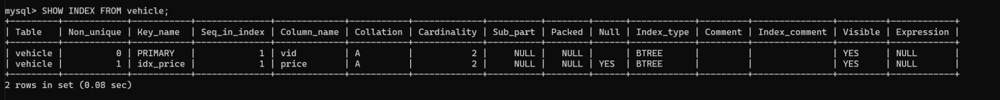 mysql> SHOW INDEX FROM vehicle;
+---------+------------+-----------+--------------+-------------+-----------+-------------+----------+--------+------+------------+---------+---------------+---------+------------+
| Table   | Non_unique | Key_name  | Seq_in_index | Column_name | Collation | Cardinality | Sub_part | Packed | Null | Index_type | Comment | Index_comment | Visible | Expression |
+---------+------------+-----------+--------------+-------------+-----------+-------------+----------+--------+------+------------+---------+---------------+---------+------------+
| vehicle |          0 | PRIMARY   |            1 | vid         | A         |           2 |     NULL |   NULL |      | BTREE      |         |               | YES     | NULL       |
| vehicle |          1 | idx_price |            1 | price       | A         |           2 |     NULL |   NULL | YES  | BTREE      |         |               | YES     | NULL       |
+---------+------------+-----------+--------------+-------------+-----------+-------------+----------+--------+------+------------+---------+---------------+---------+------------+
2 rows in set (0.08 sec)